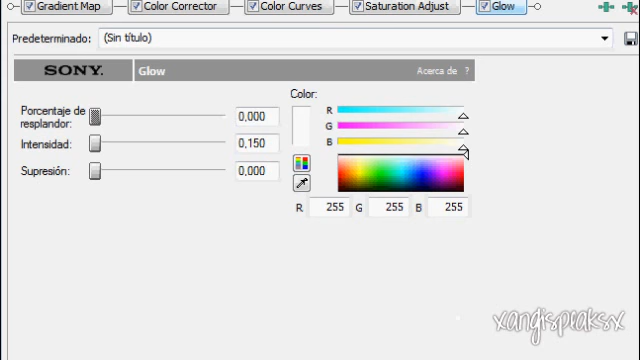 Gradient Map Color Corrector Color Curves Saturation Adjust Glow
Predeterminado: (Sin título)
SONY. Glow Acerca de ?
Color:
Porcentaje de resplandor: 0,000
R
G
Intensidad: 0,150
B
Supresión: 0,000
R 255 G 255 B 255
xangispeaksx